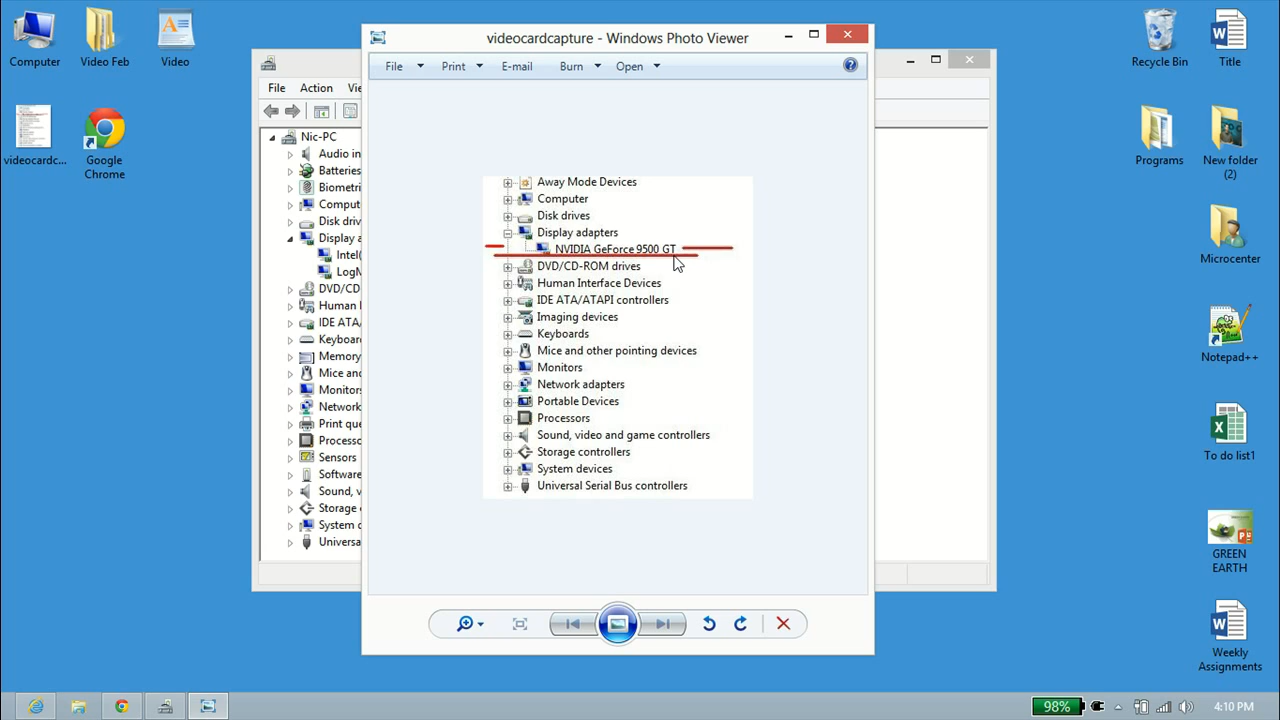 Computer
Video Feb
Video
videocardc...
Google
Chrome
File Action Vie
Nic-PC
Audio in
Batteries
Biometri
Comput
Disk driv
Display a
Intel(
LogM
DVD/CD
Human I
IDE ATA/
Keyboar
Memory
Mice and
Monitors
Network
Print que
Processo
Sensors
Software
Sound, v
Storage c
System d
Universa
videocardcapture - Windows Photo Viewer
File Print E-mail Burn Open
Away Mode Devices
Computer
Disk drives
Display adapters
NVIDIA GeForce 9500 GT
DVD/CD-ROM drives
Human Interface Devices
IDE ATA/ATAPI controllers
Imaging devices
Keyboards
Mice and other pointing devices
Monitors
Network adapters
Portable Devices
Processors
Sound, video and game controllers
Storage controllers
System devices
Universal Serial Bus controllers
Recycle Bin
Title
Programs
New folder
(2)
Microcenter
Notepad++
To do list1
GREEN
EARTH
Weekly
Assignments
98%
4:10 PM